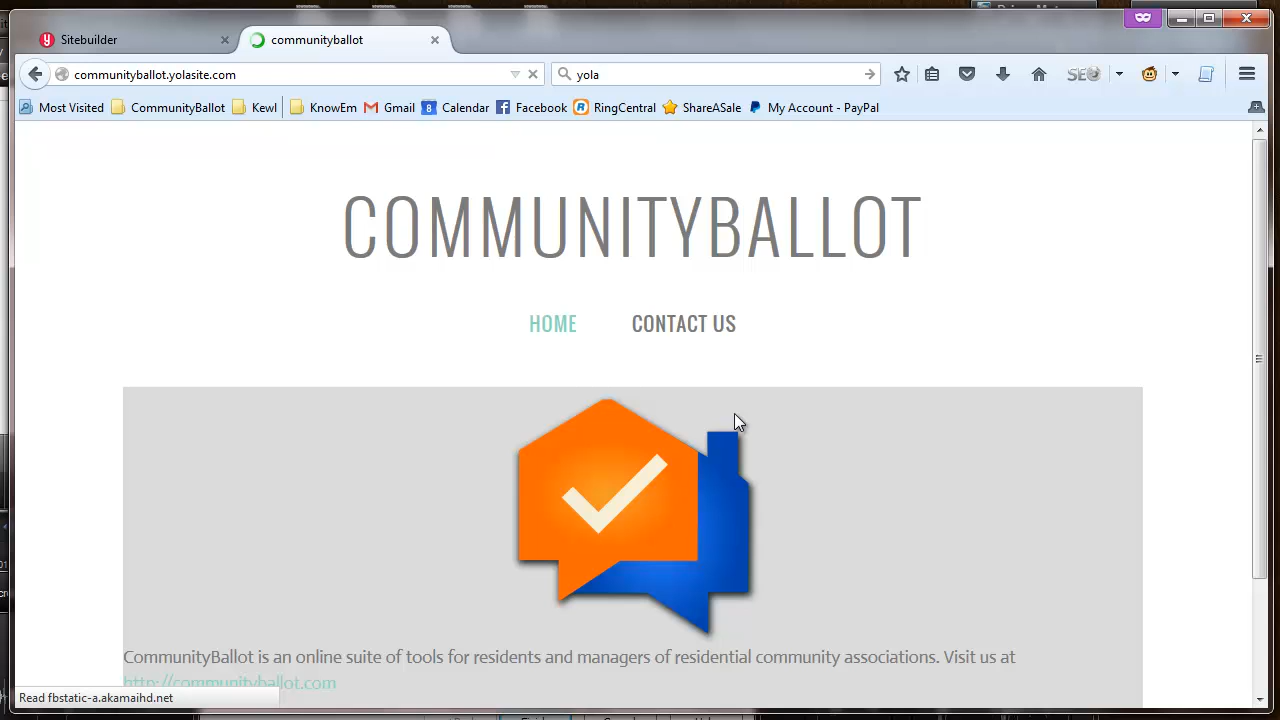 Sitebuilder
communityballot
communityballot.yolasite.com
yola
SEO
Most Visited
CommunityBallot
Kewl
KnowEm
Gmail
8
Calendar
Facebook
RingCentral
ShareASale
My Account - PayPal
COMMUNITYBALLOT
HOME
CONTACT US
CommunityBallot is an online suite of tools for residents and managers of residential community associations. Visit us at
http://communityballot.com
Read fbstatic-a.akamaihd.net